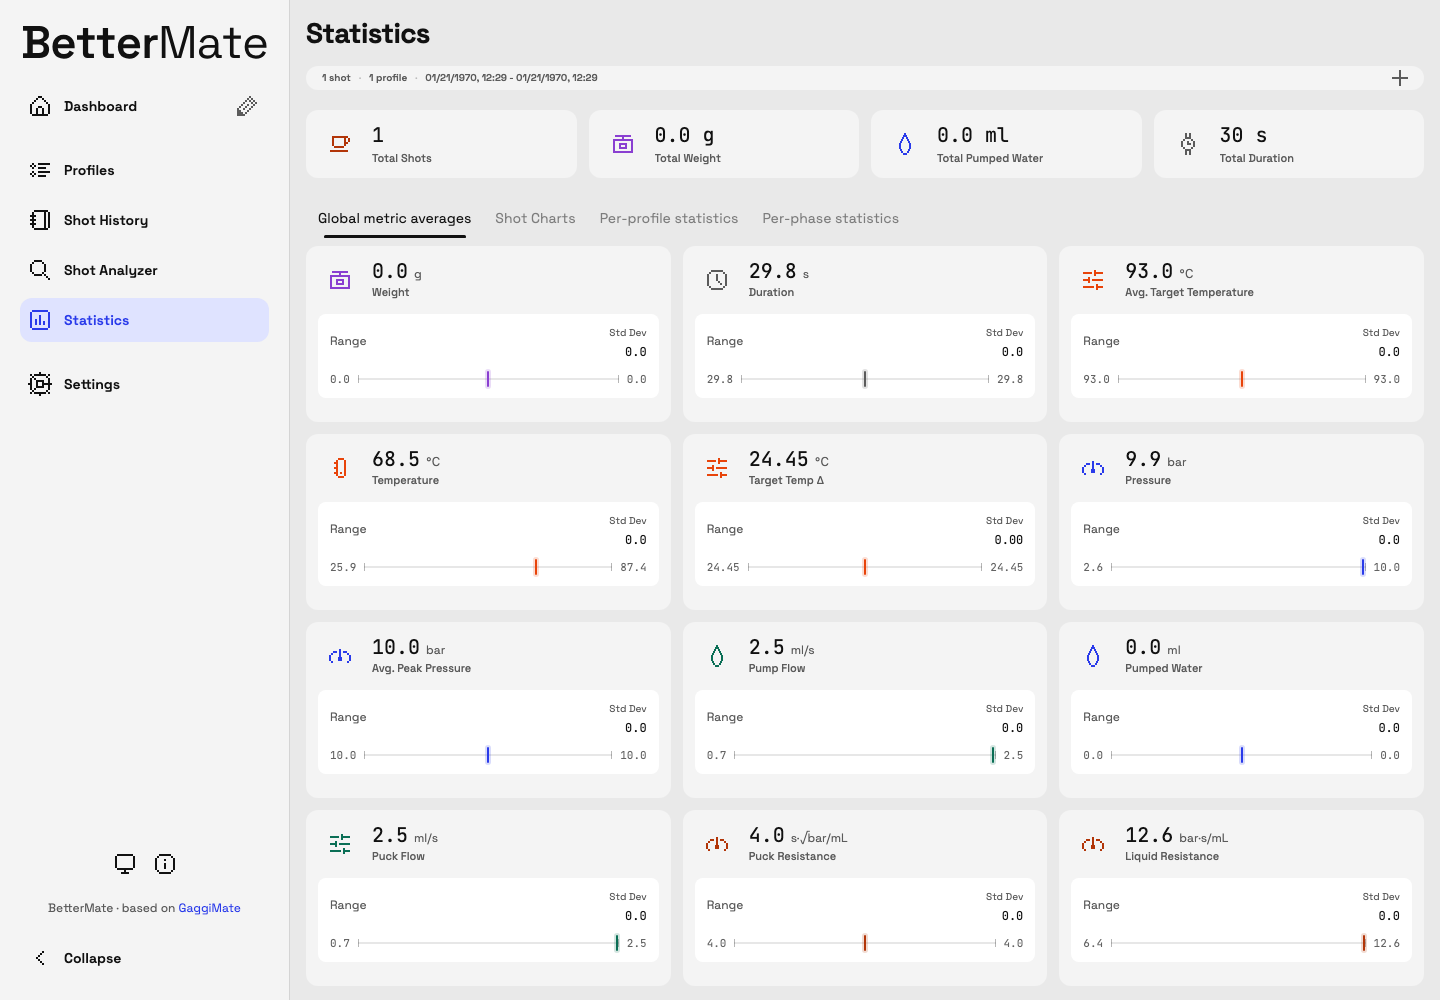 BetterMate
Dashboard
Profiles
Shot History
Shot Analyzer
Statistics
Settings
BetterMate · based on GaggiMate
Collapse
Statistics
1 shot · 1 profile · 01/21/1970, 12:29 - 01/21/1970, 12:29
1
Total Shots
0.0 g
Total Weight
0.0 ml
Total Pumped Water
30 s
Total Duration
Global metric averages
Shot Charts
Per-profile statistics
Per-phase statistics
0.0 g
Weight
Range
Std Dev
0.0
0.0
0.0
29.8 s
Duration
Range
Std Dev
0.0
29.8
29.8
93.0 °C
Avg. Target Temperature
Range
Std Dev
0.0
93.0
93.0
68.5 °C
Temperature
Range
Std Dev
0.0
25.9
87.4
24.45 °C
Target Temp Δ
Range
Std Dev
0.00
24.45
24.45
9.9 bar
Pressure
Range
Std Dev
0.0
2.6
10.0
10.0 bar
Avg. Peak Pressure
Range
Std Dev
0.0
10.0
10.0
2.5 ml/s
Pump Flow
Range
Std Dev
0.0
0.7
2.5
0.0 ml
Pumped Water
Range
Std Dev
0.0
0.0
0.0
2.5 ml/s
Puck Flow
Range
Std Dev
0.0
0.7
2.5
4.0 s·√bar/mL
Puck Resistance
Range
Std Dev
0.0
4.0
4.0
12.6 bar·s/mL
Liquid Resistance
Range
Std Dev
0.0
6.4
12.6